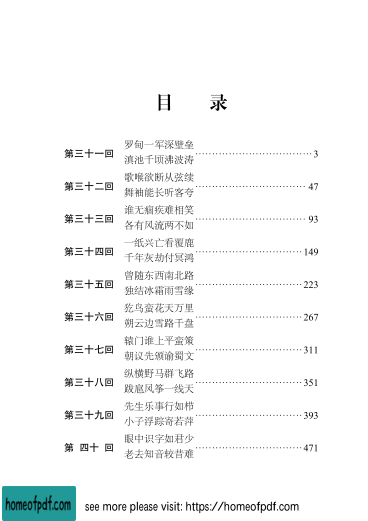 目 录
第三十一回 罗甸一军深壁垒
滇池千顷沸波涛 3
第三十二回 歌喉欲断从弦续
舞袖能长听客夸 47
第三十三回 谁无痼疾难相笑
各有风流两不如 93
第三十四回 一纸兴亡看覆鹿
千年灰劫付冥鸿 149
第三十五回 曾随东西南北路
独结冰霜雨雪缘 223
第三十六回 犵鸟蛮花天万里
朔云边雪路千盘 267
第三十七回 辕门谁上平蛮策
朝议先颁谕蜀文 311
第三十八回 纵横野马群飞路
跋扈风筝一线天 351
第三十九回 先生乐事行如栉
小子浮踪寄若萍 393
第 四十 回 眼中识字如君少
老去知音较昔难 471
homeofpdf.com see more please visit: https://homeofpdf.com